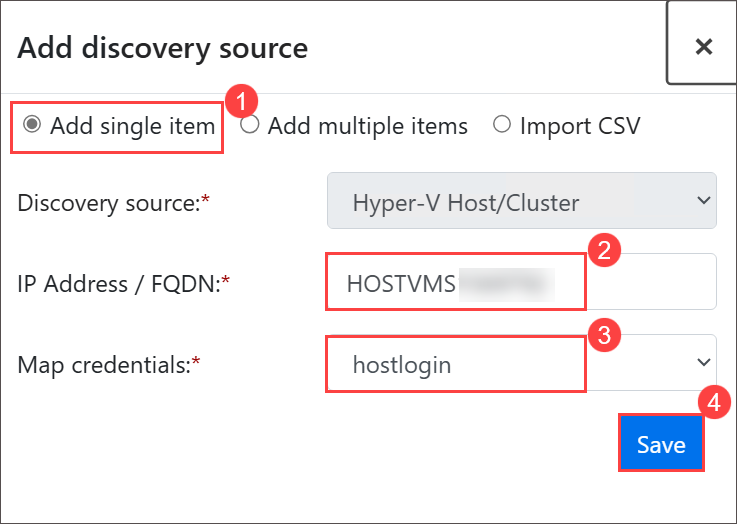 Add discovery source
×
1
Add single item Add multiple items Import CSV
Discovery source:* Hyper-V Host/Cluster
2
IP Address / FQDN:* HOSTVMS
3
Map credentials:* hostlogin
4
Save